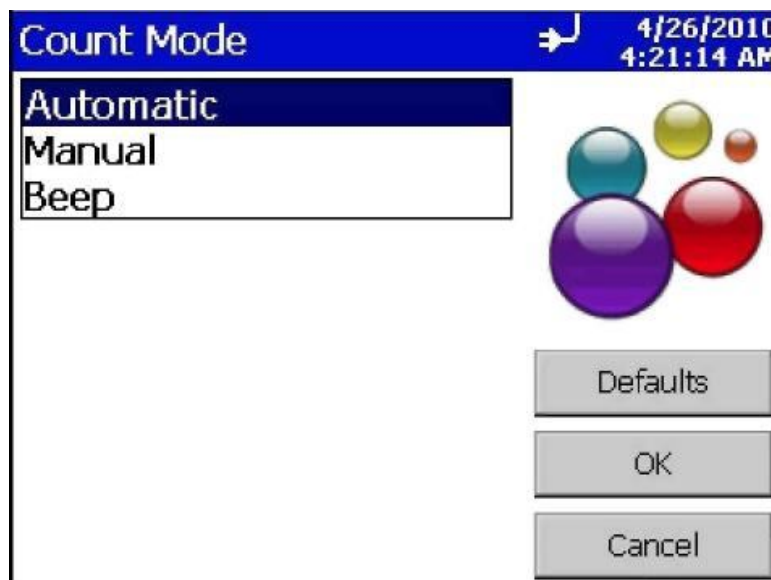 Count Mode
4/26/2010
4:21:14 AM
Automatic
Manual
Beep
Defaults
OK
Cancel